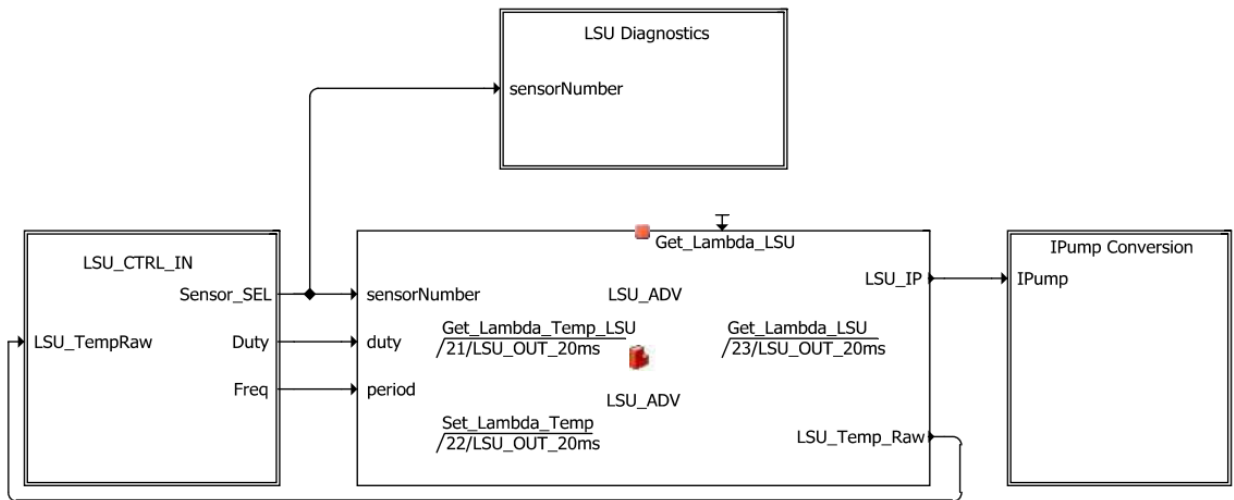 LSU Diagnostics
sensorNumber
LSU_CTRL_IN
Sensor_SEL
LSU_TempRaw
Duty
Freq
Get_Lambda_LSU
LSU_IP
sensorNumber
LSU_ADV
Get_Lambda_Temp_LSU
/21/LSU_OUT_20ms
Get_Lambda_LSU
/23/LSU_OUT_20ms
duty
period
LSU_ADV
Set_Lambda_Temp
/22/LSU_OUT_20ms
LSU_Temp_Raw
IPump Conversion
IPump